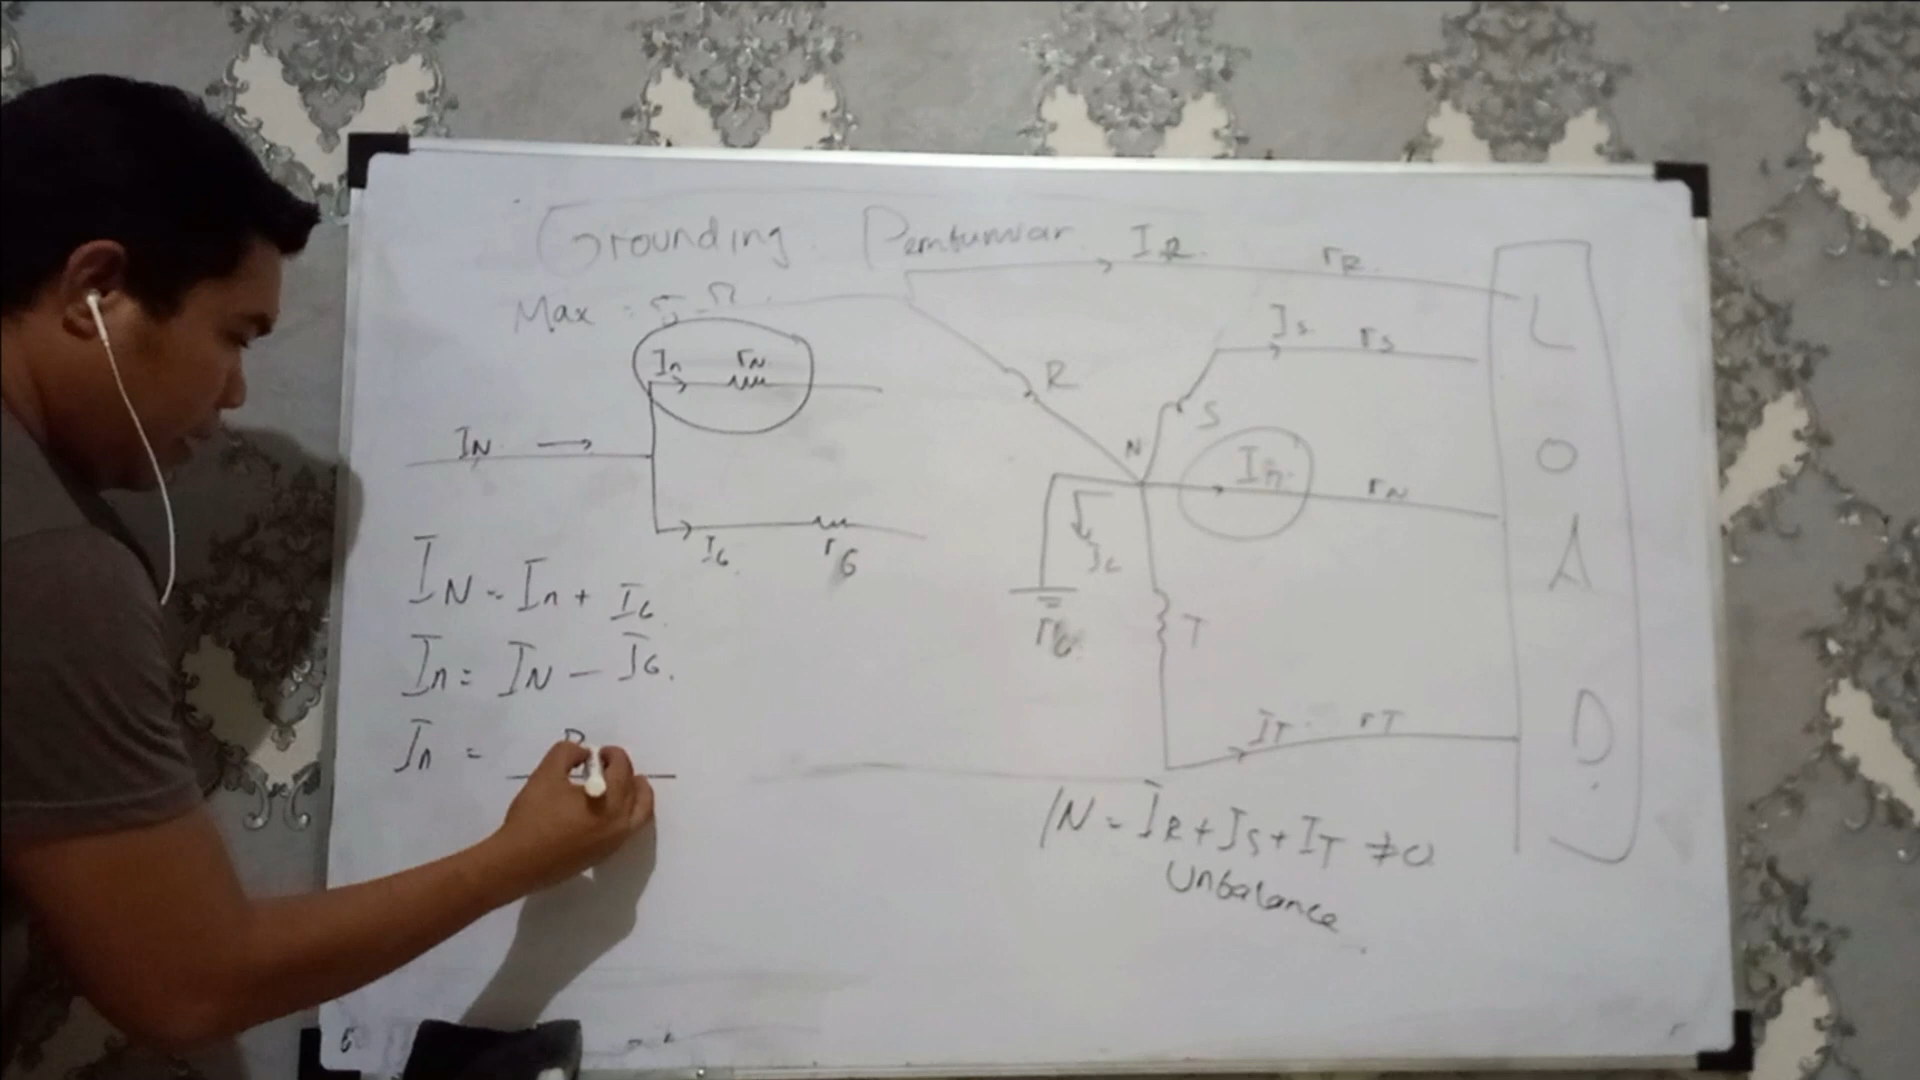 Grounding Pentumian
Max : 5 Ω
IR rR
Is rs
R
S
N
In rN
IG
rG
T
IT rT
L
O
A
D
In rN
IN
IG rG
IN = In + IG
In = IN - IG
In =
IN = IR + IS + IT ≠ 0
Unbalance